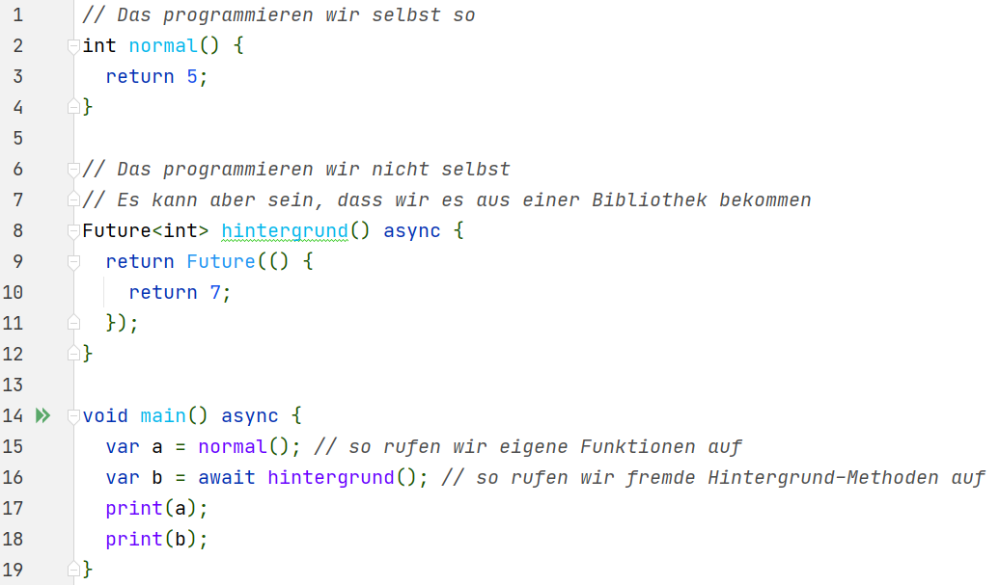 1 // Das programmieren wir selbst so
2 int normal() {
3 return 5;
4 }
5
6 // Das programmieren wir nicht selbst
7 // Es kann aber sein, dass wir es aus einer Bibliothek bekommen
8 Future<int> hintergrund() async {
9 return Future(() {
10 return 7;
11 });
12 }
13
14 void main() async {
15 var a = normal(); // so rufen wir eigene Funktionen auf
16 var b = await hintergrund(); // so rufen wir fremde Hintergrund-Methoden auf
17 print(a);
18 print(b);
19 }